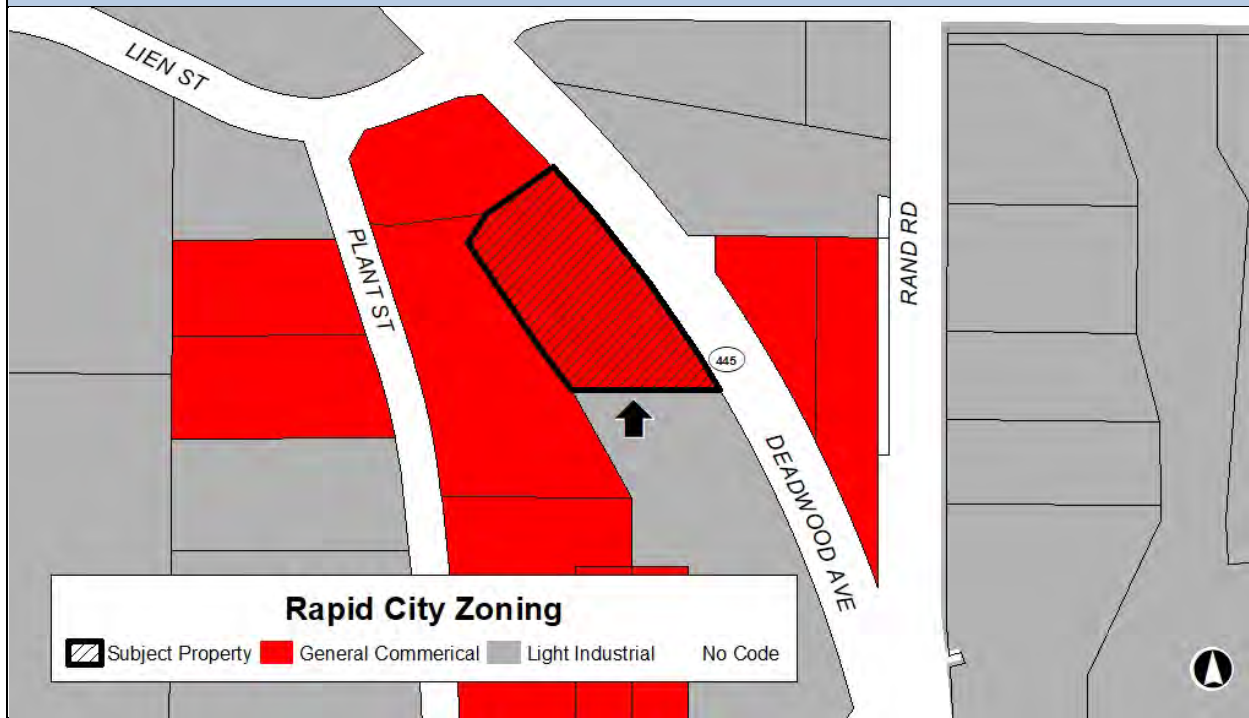 LIEN ST
PLANT ST
RAND RD
445
DEADWOOD AVE
Rapid City Zoning
Subject Property General Commerical Light Industrial No Code